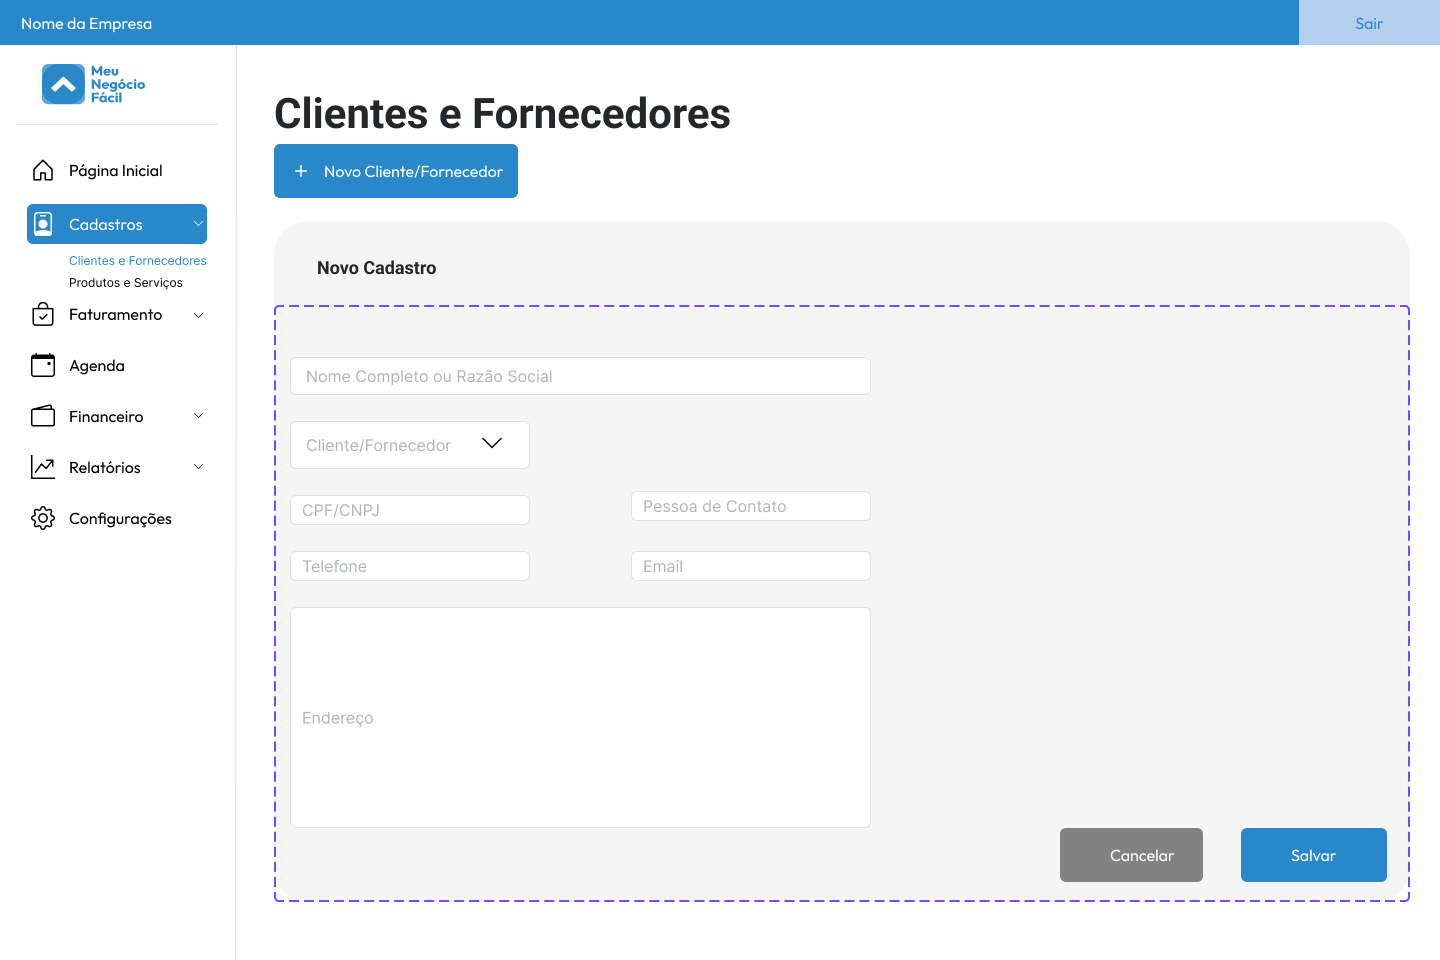 Nome da Empresa
Sair
Meu
Negócio
Fácil
Página Inicial
Cadastros
Clientes e Fornecedores
Produtos e Serviços
Faturamento
Agenda
Financeiro
Relatórios
Configurações
Clientes e Fornecedores
+ Novo Cliente/Fornecedor
Novo Cadastro
Nome Completo ou Razão Social
Cliente/Fornecedor
CPF/CNPJ
Pessoa de Contato
Telefone
Email
Endereço
Cancelar
Salvar